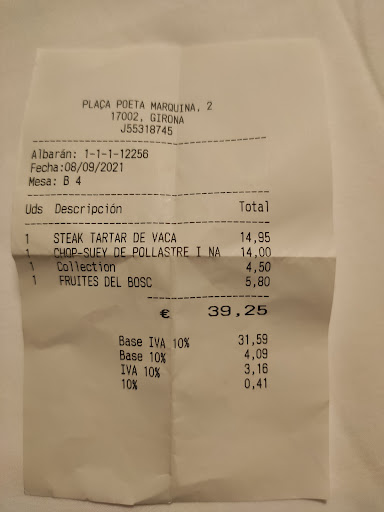 PLAÇA POETA MARQUINA, 2
17002, GIRONA
J55318745
Albarán: 1-1-1-12256
Fecha:08/09/2021
Mesa: B 4
Uds Descripción Total
1 STEAK TARTAR DE VACA 14,95
1 CHOP-SUEY DE POLLASTRE I NA 14,00
1 Collection 4,50
1 FRUITES DEL BOSC 5,80
€ 39,25
Base IVA 10% 31,59
Base 10% 4,09
IVA 10% 3,16
10% 0,41